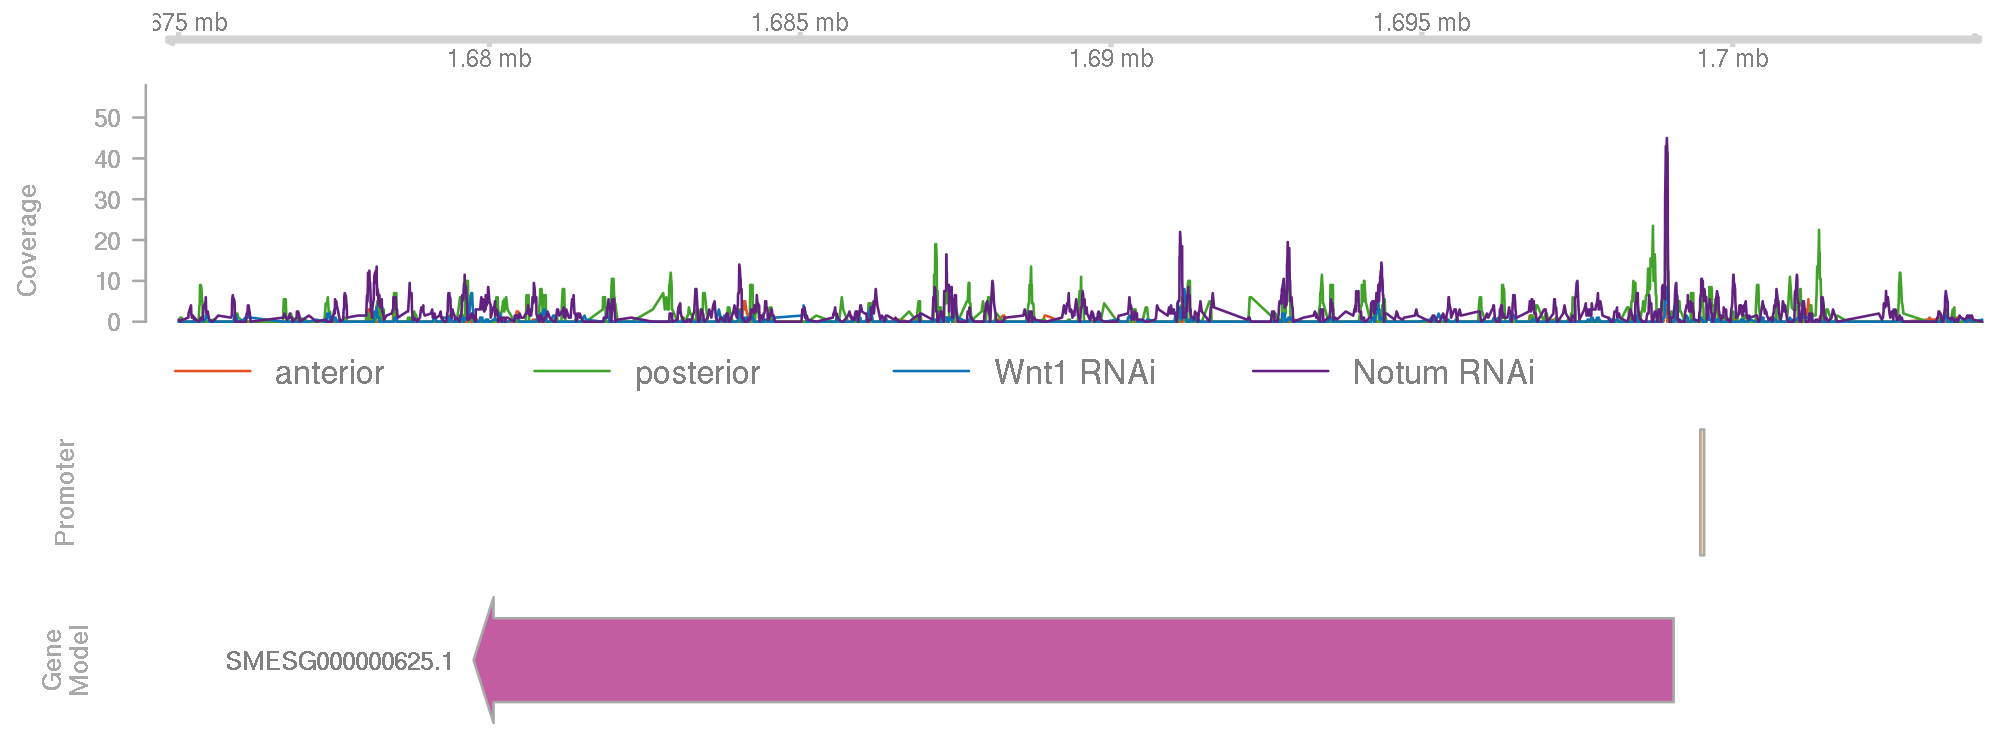 675 mb 1.685 mb 1.695 mb
1.68 mb 1.69 mb 1.7 mb
Coverage
50
40
30
20
10
0
anterior posterior Wnt1 RNAi Notum RNAi
Promoter
Gene
Model
SMESG000000625.1